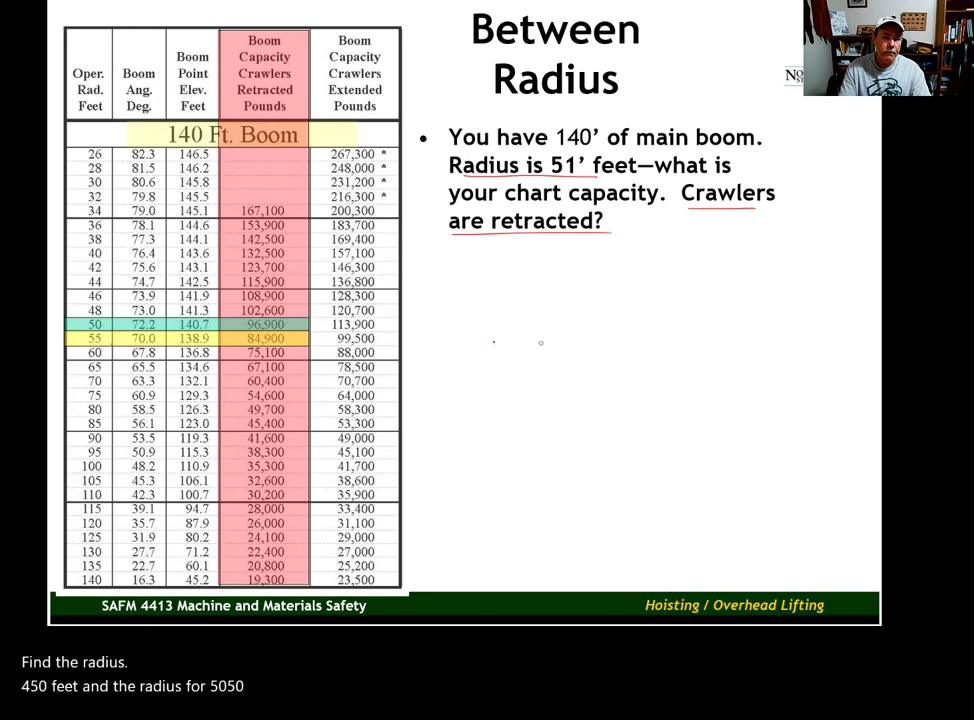 Between
Radius
No
Oper. Rad. Feet | Boom Ang. Deg. | Boom Point Elev. Feet | Boom Capacity Crawlers Retracted Pounds | Boom Capacity Crawlers Extended Pounds
140 Ft. Boom
26 82.3 146.5 267,300 *
28 81.5 146.2 248,000 *
30 80.6 145.8 231,200 *
32 79.8 145.5 216,300 *
34 79.0 145.1 167,100 200,300
36 78.1 144.6 153,900 183,700
38 77.3 144.1 142,500 169,400
40 76.4 143.6 132,500 157,100
42 75.6 143.1 123,700 146,300
44 74.7 142.5 115,900 136,800
46 73.9 141.9 108,900 128,300
48 73.0 141.3 102,600 120,700
50 72.2 140.7 96,900 113,900
55 70.0 138.9 84,900 99,500
60 67.8 136.8 75,100 88,000
65 65.5 134.6 67,100 78,500
70 63.3 132.1 60,400 70,700
75 60.9 129.3 54,600 64,000
80 58.5 126.3 49,700 58,300
85 56.1 123.0 45,400 53,300
90 53.5 119.3 41,600 49,000
95 50.9 115.3 38,300 45,100
100 48.2 110.9 35,300 41,700
105 45.3 106.1 32,600 38,600
110 42.3 100.7 30,200 35,900
115 39.1 94.7 28,000 33,400
120 35.7 87.9 26,000 31,100
125 31.9 80.2 24,100 29,000
130 27.7 71.2 22,400 27,000
135 22.7 60.1 20,800 25,200
140 16.3 45.2 19,300 23,500
• You have 140’ of main boom.
Radius is 51’ feet—what is
your chart capacity. Crawlers
are retracted?
SAFM 4413 Machine and Materials Safety
Hoisting / Overhead Lifting
Find the radius.
450 feet and the radius for 5050